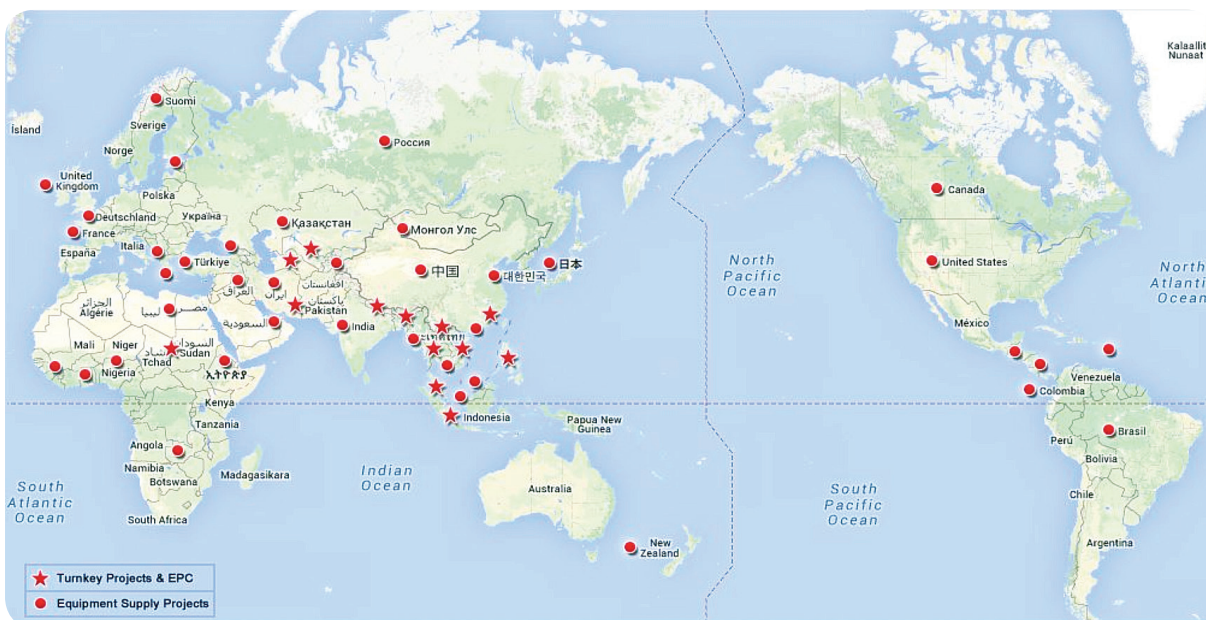 Kalaallit
Nunaat
Ísland
Suomi
Sverige
Norge
Россия
United
Kingdom
Polska
Deutschland
Україна
France
Italia
España
Türkiye
Қазақстан
Монгол Улс
中国
대한민국
日本
Canada
United States
North
Pacific
Ocean
North
Atlantic
Ocean
México
افغانستان
ایران
العراق
پاکستان
Pakistan
الجزائر
Algérie
ليبيا
مصر
السعودية
India
Mali
Niger
تشاد
Tchad
السودان
Sudan
Nigeria
ኢትዮጵያ
Kenya
Tanzania
Angola
Namibia
Botswana
Madagasikara
South Africa
Indonesia
Papua New
Guinea
Indian
Ocean
Australia
New
Zealand
South
Atlantic
Ocean
South
Pacific
Ocean
Venezuela
Colombia
Brasil
Perú
Bolivia
Chile
Argentina
Turnkey Projects & EPC
Equipment Supply Projects